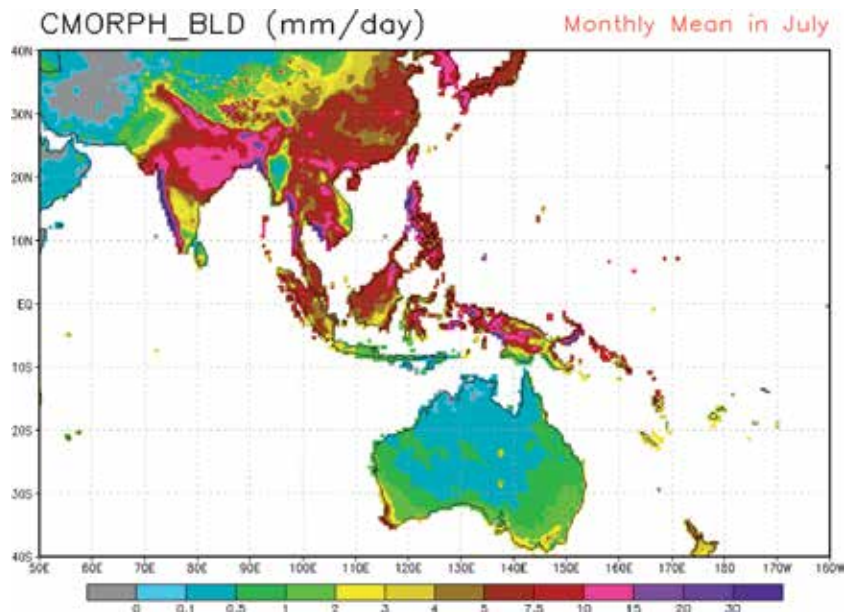 CMORPH_BLD (mm/day) Monthly Mean in July
40N
30N
20N
10N
EQ
10S
20S
30S
40S
50E 60E 70E 80E 90E 100E 110E 120E 130E 140E 150E 160E 170E 180 170W 160W
0 0.1 0.5 1 2 3 4 5 7.5 10 15 20 30